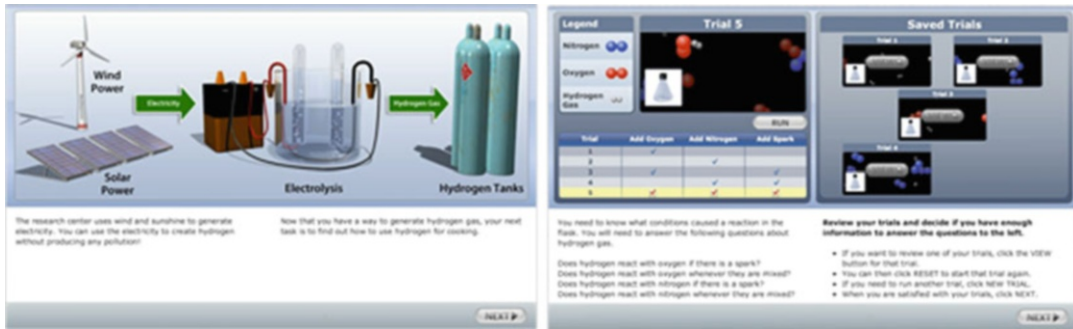 Wind
Power
Electricity
Hydrogen Gas
Solar
Power
Electrolysis
Hydrogen Tanks
The research center uses wind and sunshine to generate
electricity. You can use the electricity to create hydrogen
without producing any pollution!
Now that you have a way to generate hydrogen gas, your next
task is to find out how to use hydrogen for cooking.
NEXT
Legend
Nitrogen
Oxygen
Hydrogen
Gas
Trial 5
RUN
Trial Add Oxygen Add Nitrogen Add Spark
1 ✓
2 ✓
3 ✓ ✓
4 ✓ ✓
5 ✓ ✓ ✓
Saved Trials
Trial 1
Trial 2
Trial 3
Trial 4
You need to know what conditions caused a reaction in the
flask. You will need to answer the following questions about
hydrogen gas.
Does hydrogen react with oxygen if there is a spark?
Does hydrogen react with oxygen whenever they are mixed?
Does hydrogen react with nitrogen if there is a spark?
Does hydrogen react with nitrogen whenever they are mixed?
Review your trials and decide if you have enough
information to answer the questions to the left.
• If you want to review one of your trials, click the VIEW
button for that trial.
• You can then click RESET to start that trial again.
• If you need to run another trial, click NEW TRIAL.
• When you are satisfied with your trials, click NEXT.
NEXT